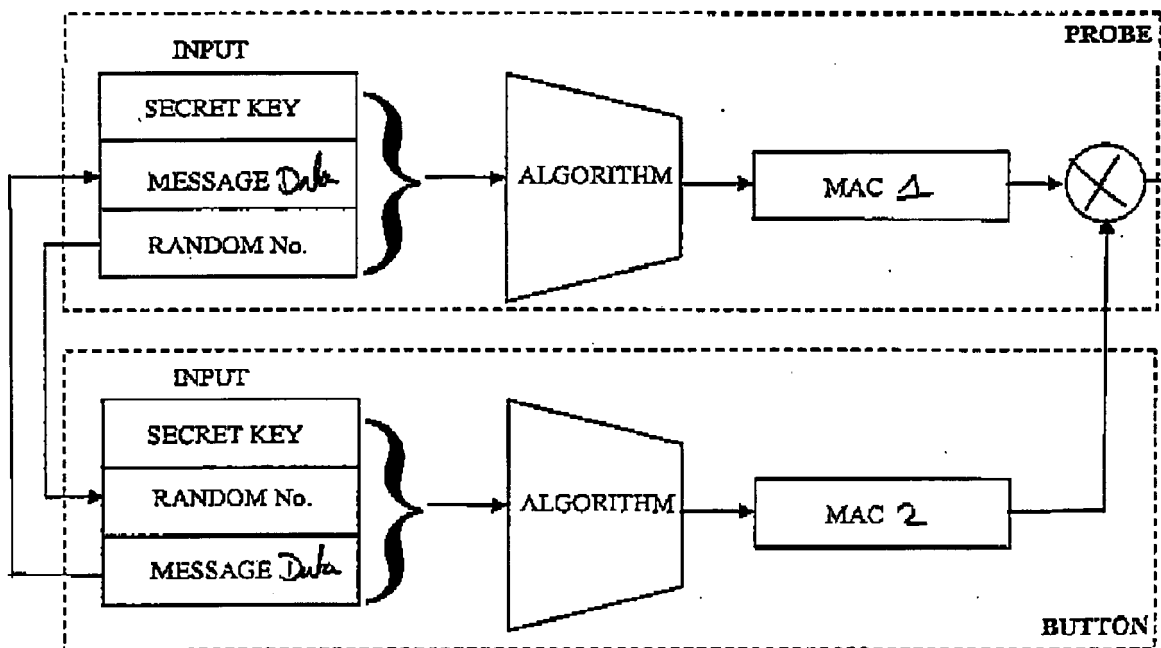 PROBE
INPUT
SECRET KEY
MESSAGE Data
RANDOM No.
ALGORITHM
MAC 1
INPUT
SECRET KEY
RANDOM No.
MESSAGE Data
ALGORITHM
MAC 2
BUTTON